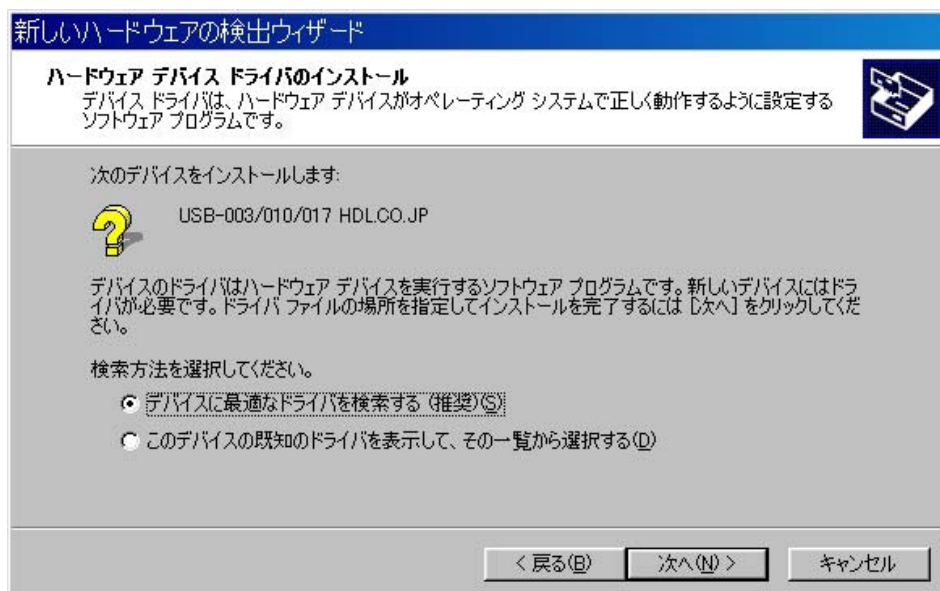 新しいハードウェアの検出ウィザード
ハードウェア デバイス ドライバのインストール
デバイス ドライバは、ハードウェア デバイスがオペレーティング システムで正しく動作するように設定する
ソフトウェア プログラムです。
次のデバイスをインストールします:
USB-003/010/017 HDL.CO.JP
デバイスのドライバはハードウェア デバイスを実行するソフトウェア プログラムです。新しいデバイスにはドラ
イバが必要です。ドライバ ファイルの場所を指定してインストールを完了するには [次へ] をクリックしてくだ
さい。
検索方法を選択してください。
デバイスに最適なドライバを検索する (推奨)(S)
このデバイスの既知のドライバを表示して、その一覧から選択する(D)
< 戻る(B)
次へ(N) >
キャンセル